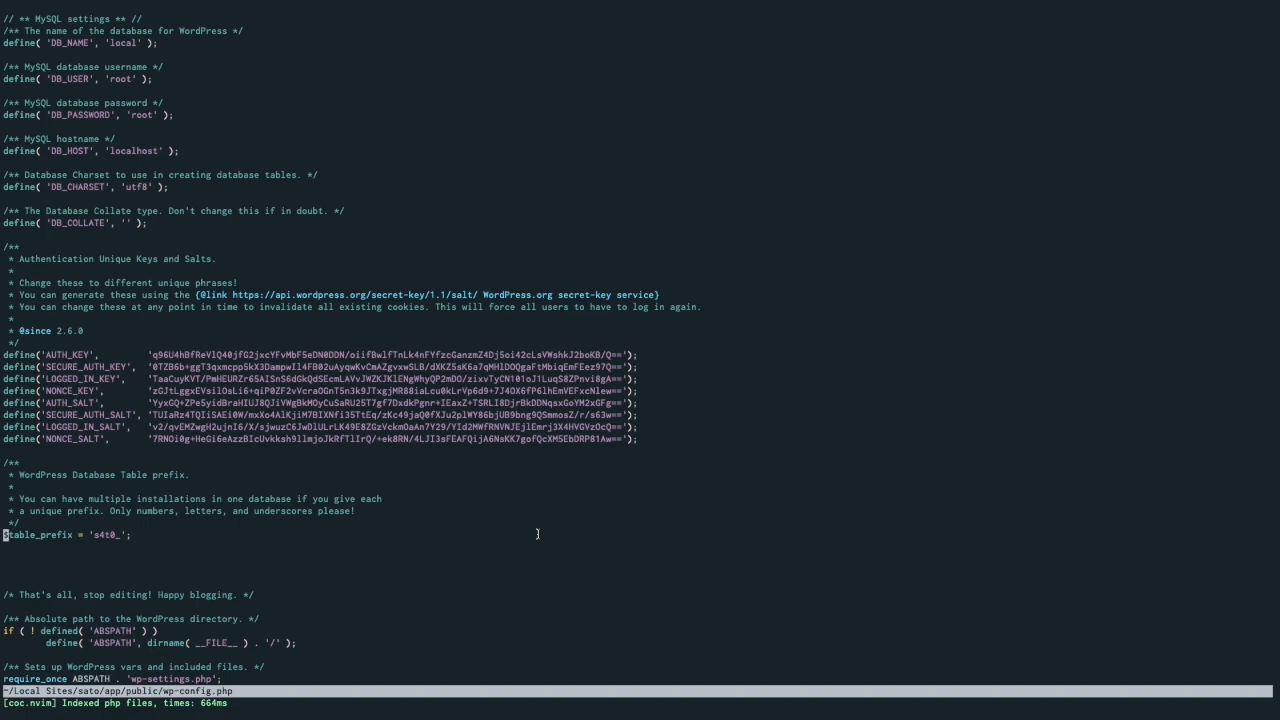 // ** MySQL settings ** //
/** The name of the database for WordPress */
define( 'DB_NAME', 'local' );
/** MySQL database username */
define( 'DB_USER', 'root' );
/** MySQL database password */
define( 'DB_PASSWORD', 'root' );
/** MySQL hostname */
define( 'DB_HOST', 'localhost' );
/** Database Charset to use in creating database tables. */
define( 'DB_CHARSET', 'utf8' );
/** The Database Collate type. Don't change this if in doubt. */
define( 'DB_COLLATE', '' );
/**
* Authentication Unique Keys and Salts.
*
* Change these to different unique phrases!
* You can generate these using the {@link https://api.wordpress.org/secret-key/1.1/salt/ WordPress.org secret-key service}
* You can change these at any point in time to invalidate all existing cookies. This will force all users to have to log in again.
*
* @since 2.6.0
*/
define('AUTH_KEY',
define('SECURE_AUTH_KEY',
define('LOGGED_IN_KEY',
define('NONCE_KEY',
define('AUTH_SALT',
define('SECURE_AUTH_SALT',
define('LOGGED_IN_SALT',
define('NONCE_SALT',
/**
* WordPress Database Table prefix.
*
* You can have multiple installations in one database if you give each
* a unique prefix. Only numbers, letters, and underscores please!
*/
$table_prefix = 's4t0_';
/* That's all, stop editing! Happy blogging. */
/** Absolute path to the WordPress directory. */
if ( ! defined( 'ABSPATH' ) )
define( 'ABSPATH', dirname( __FILE__ ) . '/' );
/** Sets up WordPress vars and included files. */
require_once ABSPATH . 'wp-settings.php';
~/Local Sites/sato/app/public/wp-config.php
[coc.nvim] Indexed php files, times: 664ms